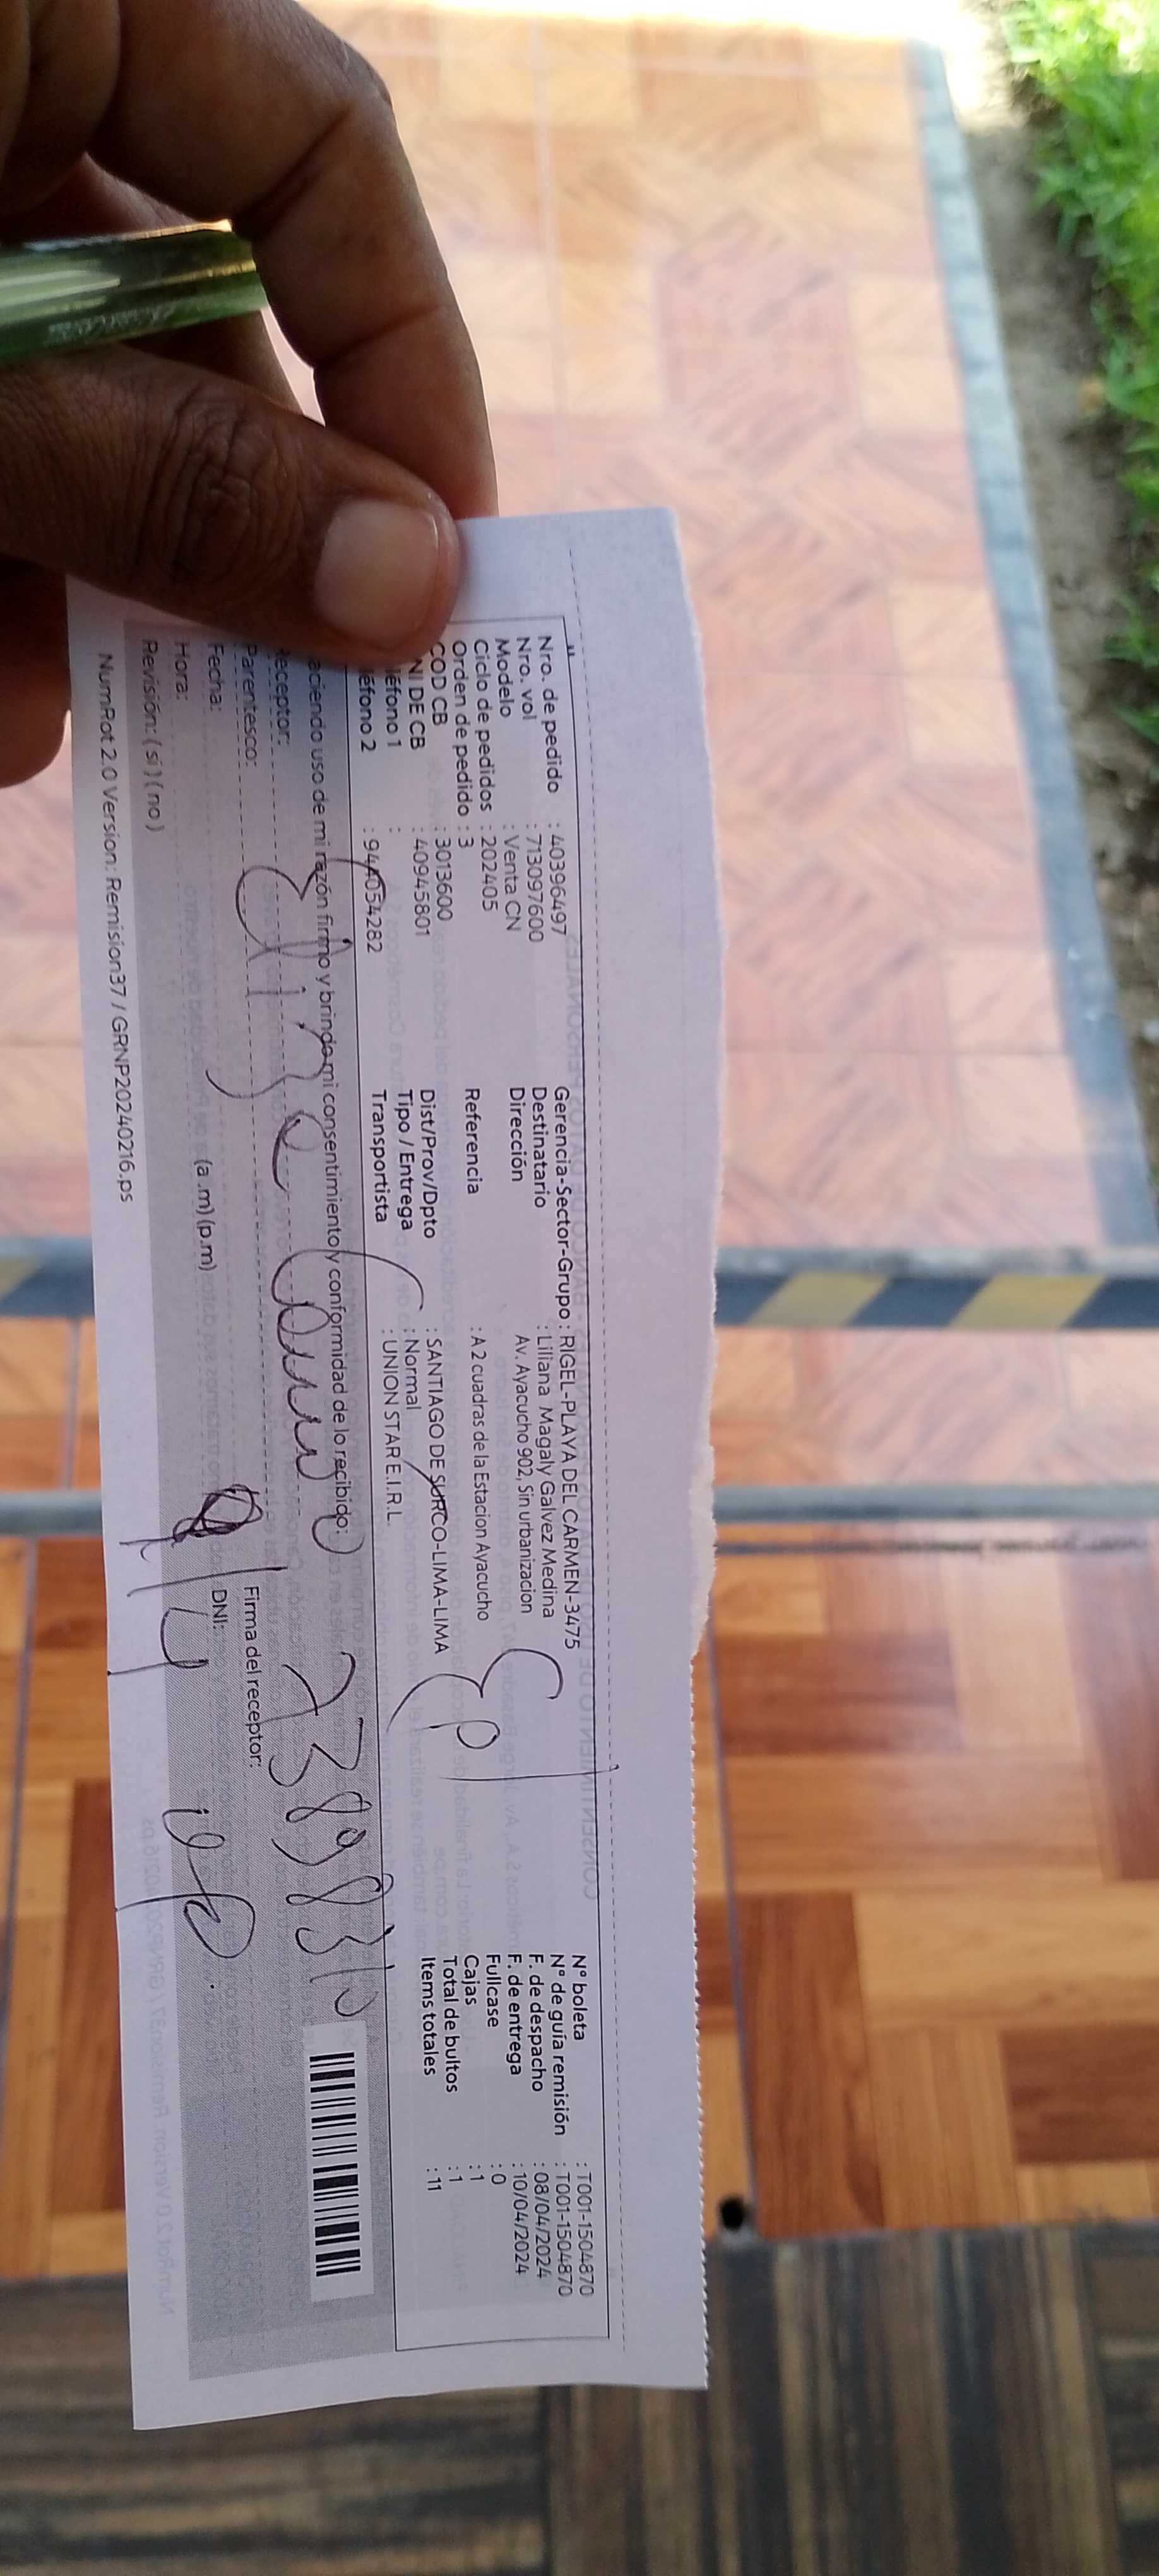 Nro. de pedido : 40396497
Nro. vol : 713097600
Modelo : Venta CN
Ciclo de pedidos : 202405
Orden de pedido : 3
COD CB : 3013600
NI DE CB : 40945801
léfono 1 :
léfono 2 : 944054282
Gerencia-Sector-Grupo : RIGEL-PLAYA DEL CARMEN-3475
Destinatario : Liliana Magaly Galvez Medina
Dirección Av. Ayacucho 902, Sin urbanizacion
Referencia : A 2 cuadras de la Estacion Ayacucho
Dist/Prov/Dpto : SANTIAGO DE SURCO-LIMA-LIMA
Tipo / Entrega : Normal
Transportista : UNION STAR E.I.R.L.
N° boleta : T001-1504870
N° de guía remisión : T001-1504870
F. de despacho : 08/04/2024
F. de entrega : 10/04/2024
Fullcase : 0
Cajas : 1
Total de bultos : 1
Items totales : 11
aciendo uso de mi razón firmo y brindo mi consentimiento y conformidad de lo recibido:
eceptor:
Parentesco:
Fecha:
Hora: (a.m) (p.m)
Revisión: ( si ) ( no )
Firma del receptor:
DNI:
NumRot 2.0 Version: Remision37 / GRNP20240216.ps